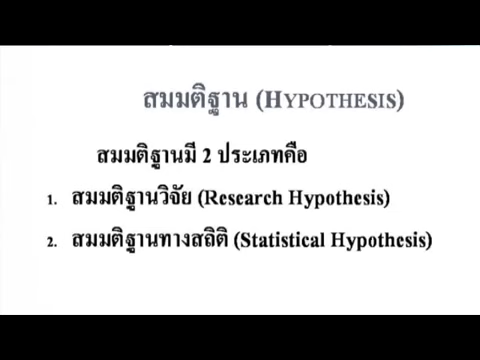 สมมติฐาน (HYPOTHESIS)
สมมติฐานมี 2 ประเภทคือ
1. สมมติฐานวิจัย (Research Hypothesis)
2. สมมติฐานทางสถิติ (Statistical Hypothesis)